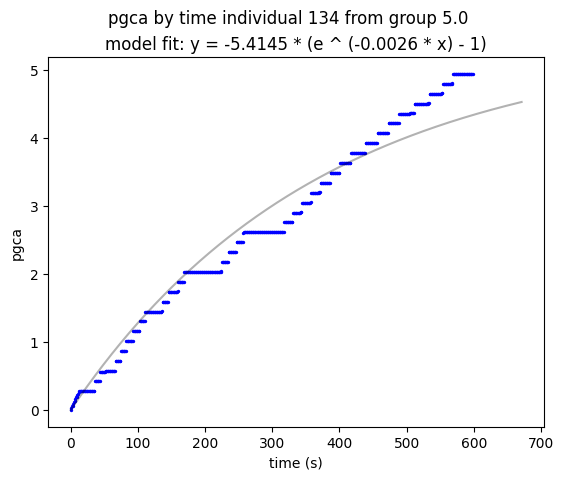 pgca by time individual 134 from group 5.0
model fit: y = -5.4145 * (e ^ (-0.0026 * x) - 1)
5
4
3
2
1
0
pgca
0 100 200 300 400 500 600 700
time (s)